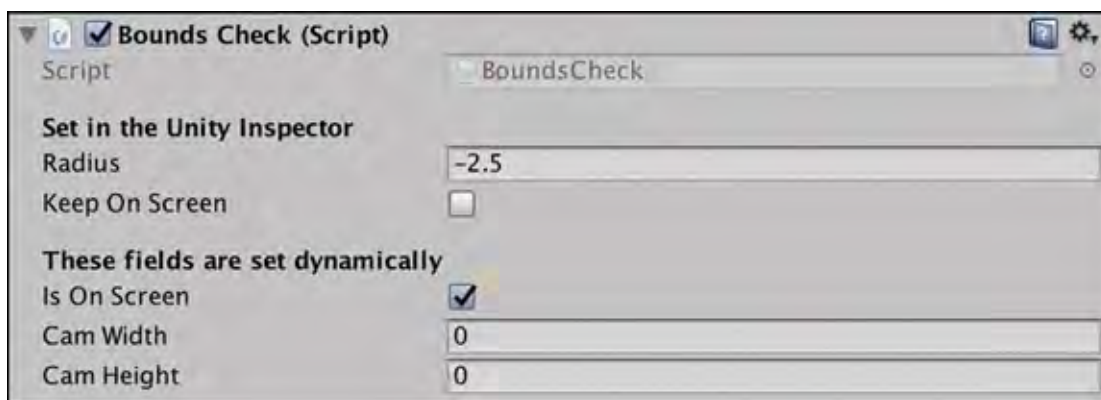 Bounds Check (Script)
Script BoundsCheck
Set in the Unity Inspector
Radius -2.5
Keep On Screen
These fields are set dynamically
Is On Screen
Cam Width 0
Cam Height 0